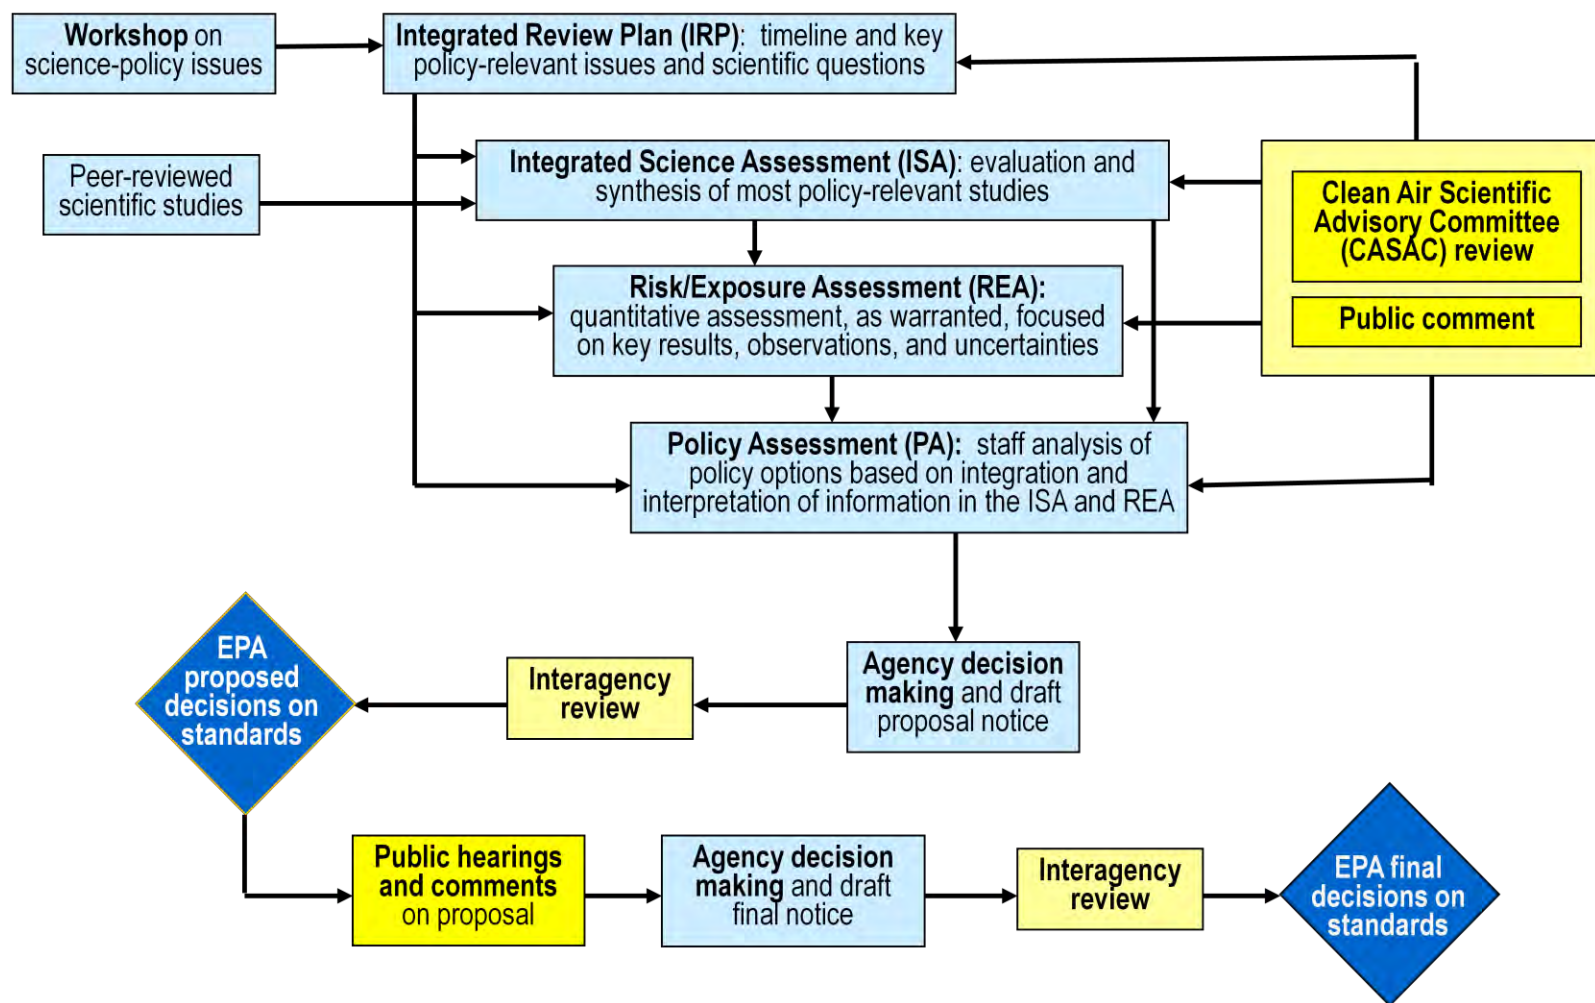 Workshop on
science-policy issues
Integrated Review Plan (IRP):  timeline and key
policy-relevant issues and scientific questions
Peer-reviewed
scientific studies
Integrated Science Assessment (ISA): evaluation and
synthesis of most policy-relevant studies
Clean Air Scientific
Advisory Committee
(CASAC) review
Public comment
Risk/Exposure Assessment (REA):
quantitative assessment, as warranted, focused
on key results, observations, and uncertainties
Policy Assessment (PA):  staff analysis of
policy options based on integration and
interpretation of information in the ISA and REA
EPA
proposed
decisions on
standards
Interagency
review
Agency decision
making and draft
proposal notice
Public hearings
and comments
on proposal
Agency decision
making and draft
final notice
Interagency
review
EPA final
decisions on
standards